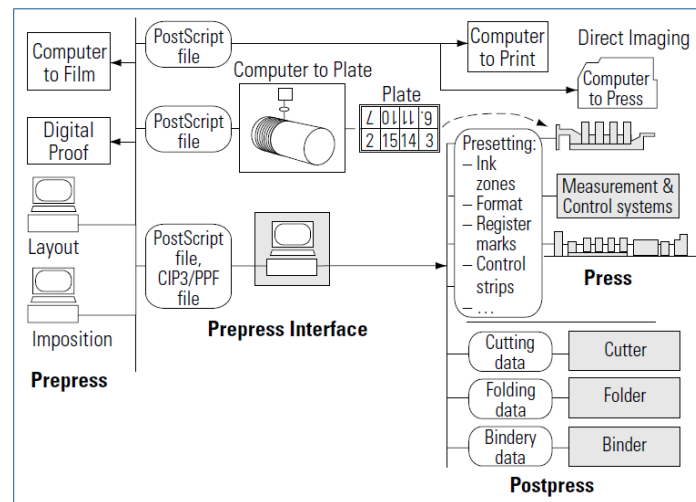 Computer
to Film
PostScript
file
Computer
to Print
Direct Imaging
Computer
to Press
Computer to Plate
Digital
Proof
PostScript
file
Plate
7 10 11 6
2 15 14 3
Layout
Imposition
Prepress
PostScript
file,
CIP3/PPF
file
Prepress Interface
Presetting:
– Ink
zones
– Format
– Register
marks
– Control
strips
– ...
Measurement &
Control systems
Press
Cutting
data
Cutter
Folding
data
Folder
Bindery
data
Binder
Postpress